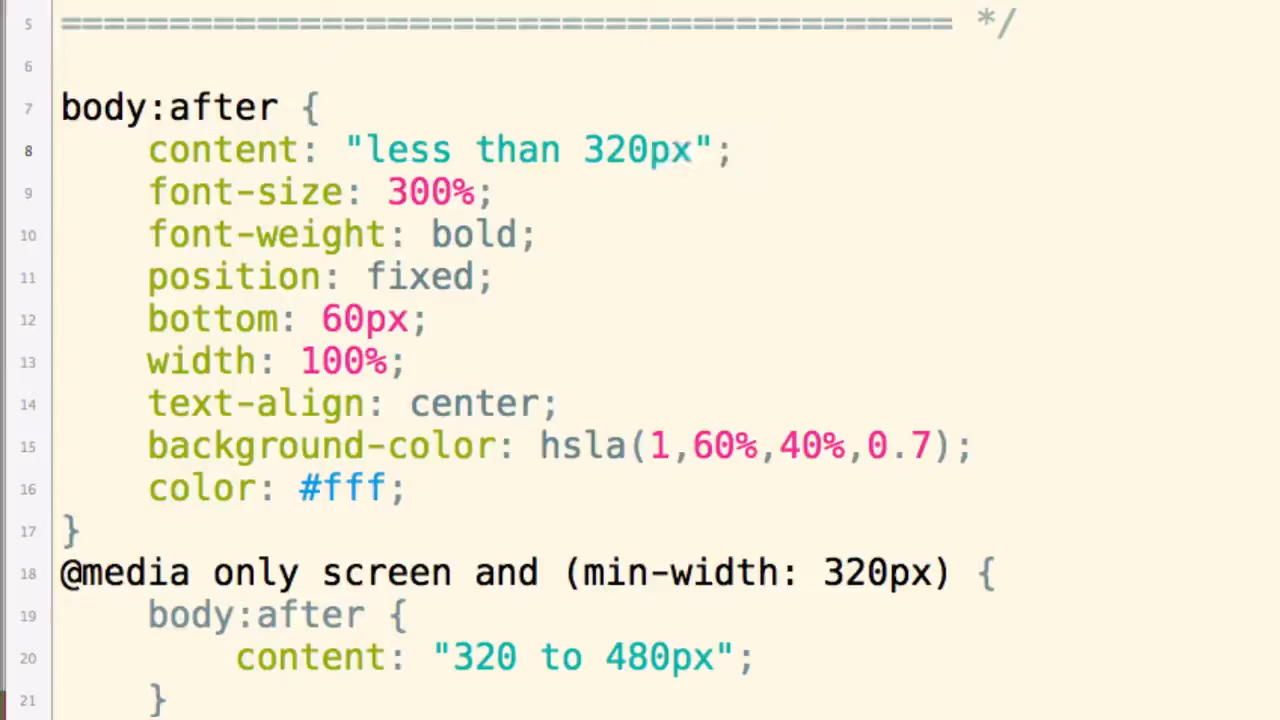 5 ========================================= */
6
7 body:after {
8     content: "less than 320px";
9     font-size: 300%;
10     font-weight: bold;
11     position: fixed;
12     bottom: 60px;
13     width: 100%;
14     text-align: center;
15     background-color: hsla(1,60%,40%,0.7);
16     color: #fff;
17 }
18 @media only screen and (min-width: 320px) {
19     body:after {
20         content: "320 to 480px";
21     }